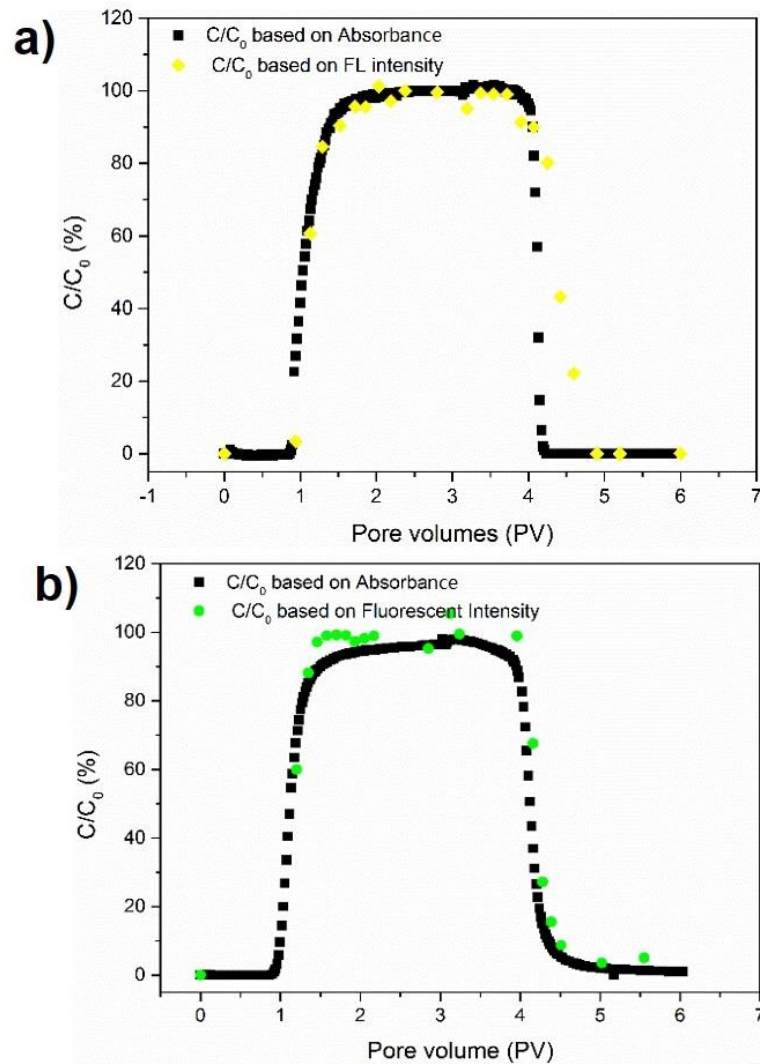 a)
C/C0 based on Absorbance
C/C0 based on FL intensity
C/C0 (%)
120
100
80
60
40
20
0
-1 0 1 2 3 4 5 6 7
Pore volumes (PV)
b)
C/C0 based on Absorbance
C/C0 based on Fluorescent Intensity
C/C0 (%)
120
100
80
60
40
20
0
0 1 2 3 4 5 6 7
Pore volume (PV)